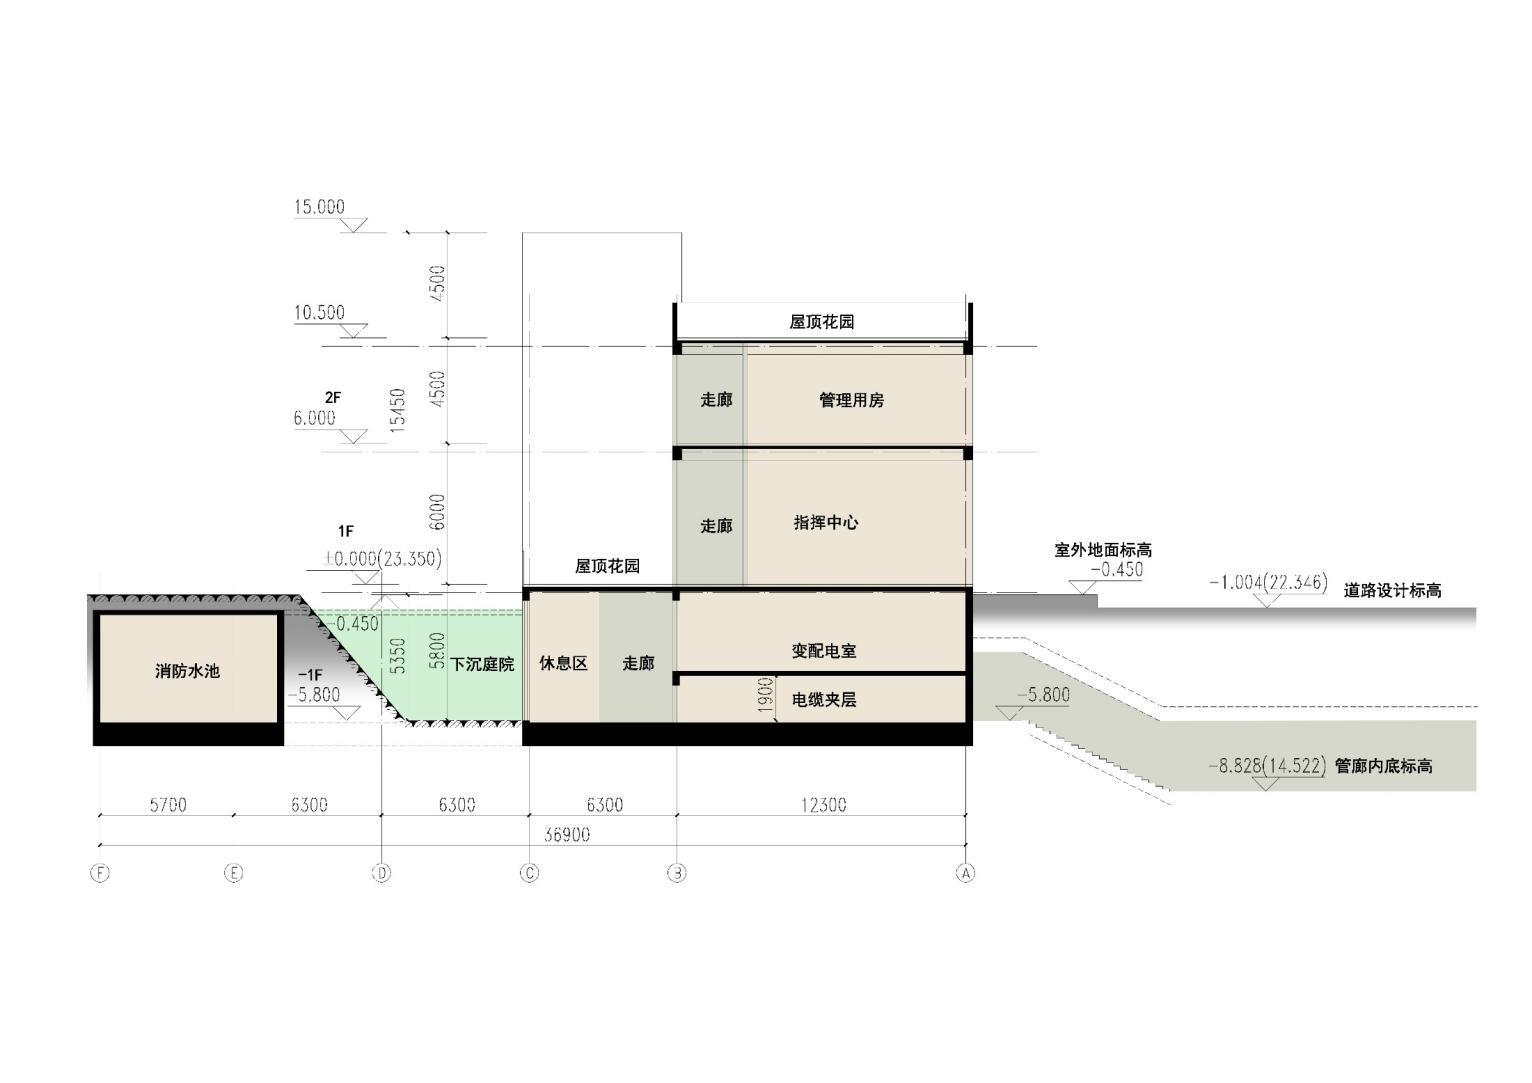 15.000
4500
10.500
屋顶花园
2F
6.000
15450
4500
走廊
管理用房
1F
±0.000(23.350)
6000
走廊
指挥中心
屋顶花园
室外地面标高
-0.450
-1.004(22.346)
道路设计标高
-0.450
消防水池
-1F
-5.800
5350
5800
下沉庭院
休息区
走廊
变配电室
1900
电缆夹层
-5.800
-8.828(14.522)
管廊内底标高
5700
6300
6300
6300
12300
36900
F
E
D
C
B
A